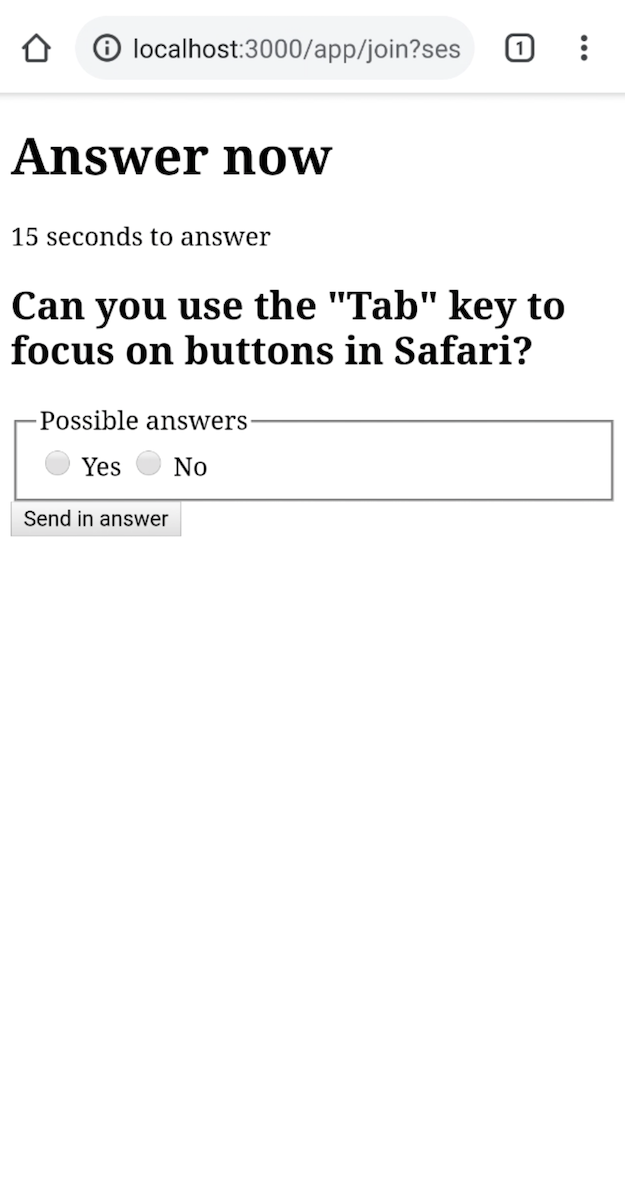 localhost:3000/app/join?ses
1
Answer now
15 seconds to answer
Can you use the "Tab" key to
focus on buttons in Safari?
Possible answers
Yes No
Send in answer